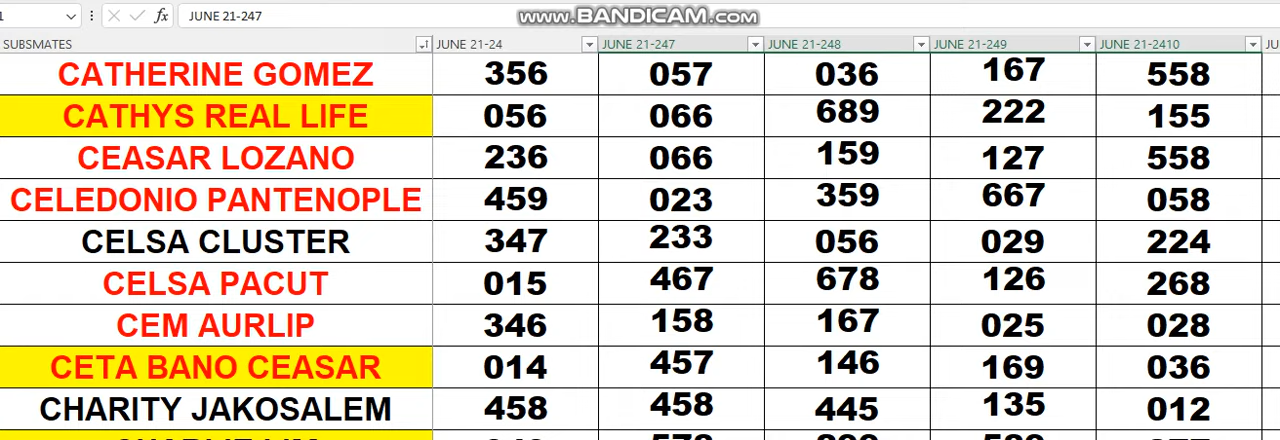 1 fx JUNE 21-247
www.BANDICAM.com
SUBSMATES JUNE 21-24 JUNE 21-247 JUNE 21-248 JUNE 21-249 JUNE 21-2410 JU
CATHERINE GOMEZ 356 057 036 167 558
CATHYS REAL LIFE 056 066 689 222 155
CEASAR LOZANO 236 066 159 127 558
CELEDONIO PANTENOPLE 459 023 359 667 058
CELSA CLUSTER 347 233 056 029 224
CELSA PACUT 015 467 678 126 268
CEM AURLIP 346 158 167 025 028
CETA BANO CEASAR 014 457 146 169 036
CHARITY JAKOSALEM 458 458 445 135 012